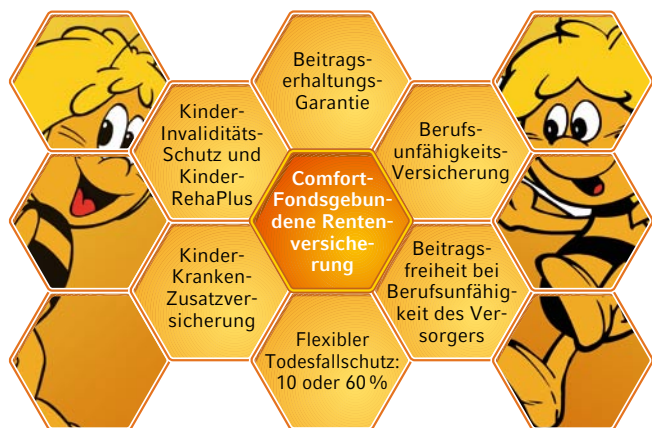 Beitrags-
erhaltungs-
Garantie
Kinder-
Invaliditäts-
Schutz und
Kinder-
RehaPlus
Berufs-
unfähigkeits-
Versicherung
Comfort-
Fondsgebun-
dene Renten-
versiche-
rung
Kinder-
Kranken-
Zusatzver-
sicherung
Beitrags-
freiheit bei
Berufsunfähig-
keit des Ver-
sorgers
Flexibler
Todesfallschutz:
10 oder 60 %